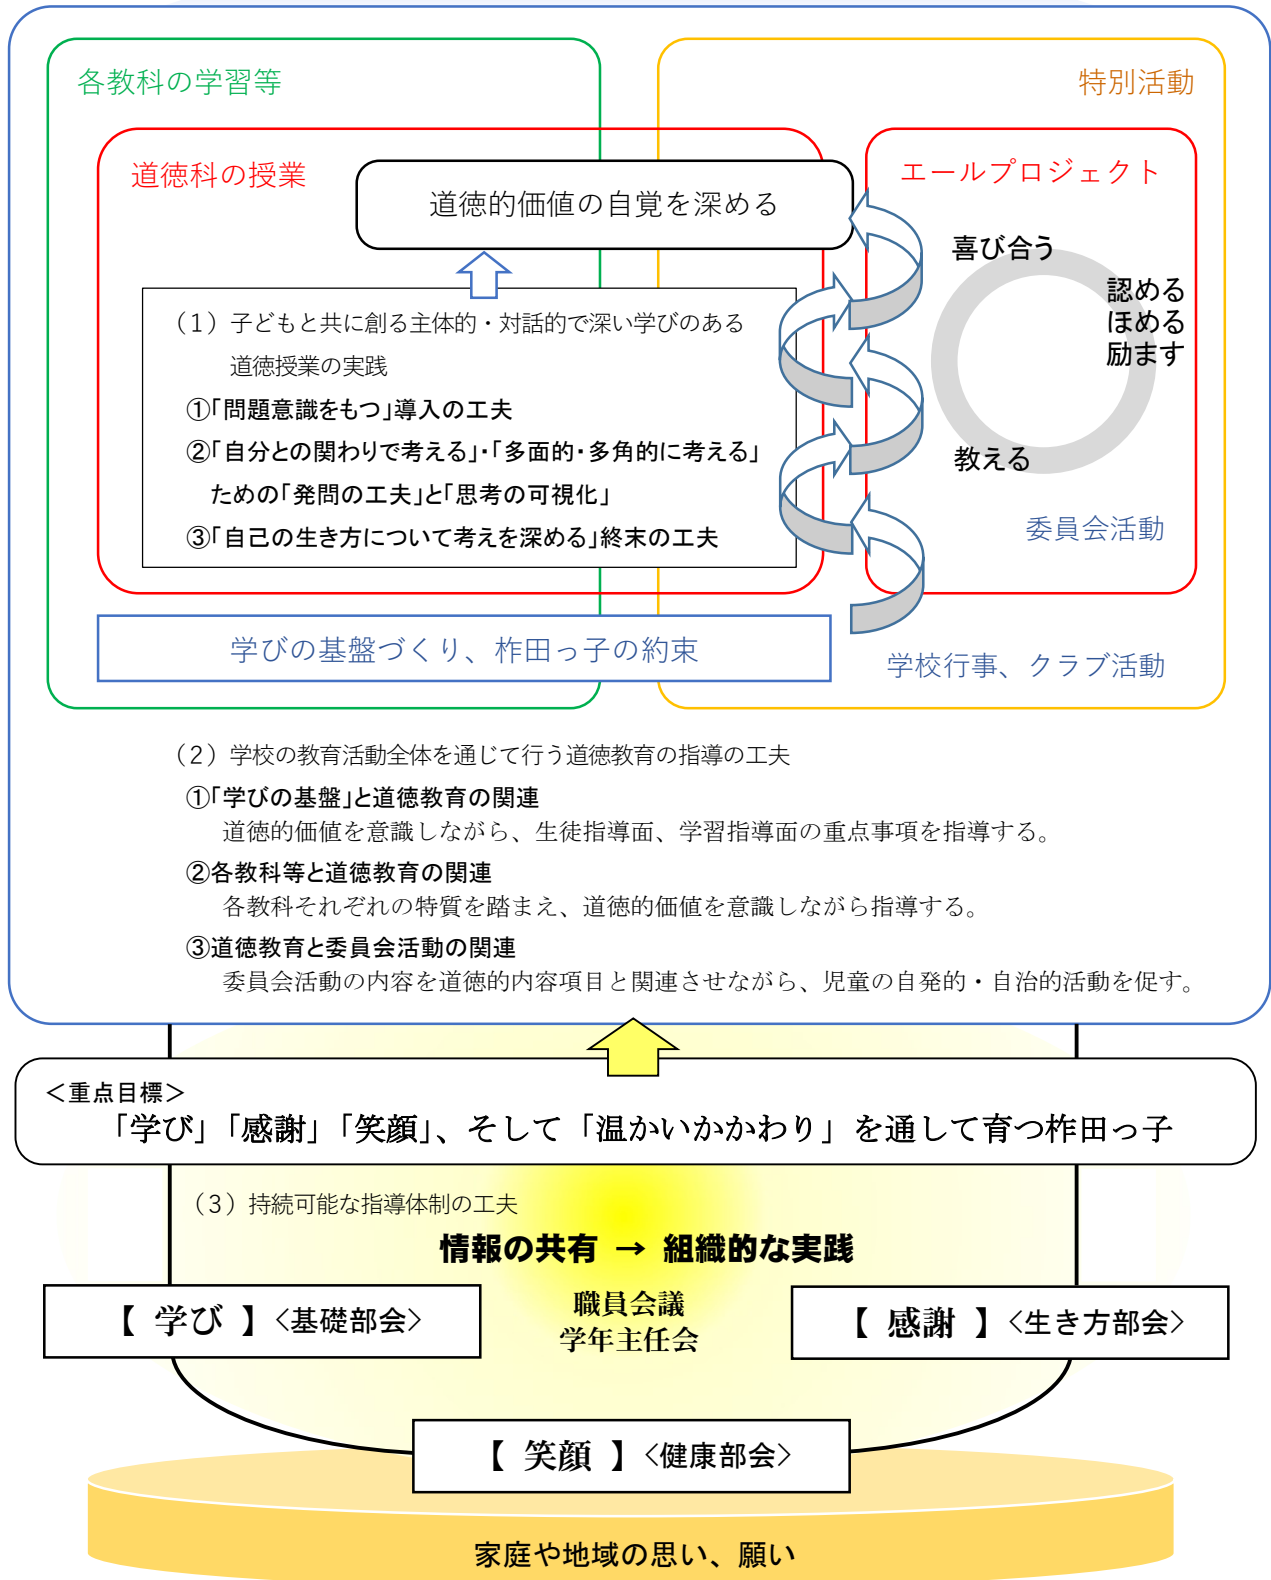 各教科の学習等
特別活動
道徳科の授業
エールプロジェクト
道徳的価値の自覚を深める
喜び合う
認める
ほめる
励ます
教える
委員会活動
（１）子どもと共に創る主体的・対話的で深い学びのある
道徳授業の実践
①「問題意識をもつ」導入の工夫
②「自分との関わりで考える」・「多面的・多角的に考える」
ための「発問の工夫」と「思考の可視化」
③「自己の生き方について考えを深める」終末の工夫
学びの基盤づくり、柞田っ子の約束
学校行事、クラブ活動
（２）学校の教育活動全体を通じて行う道徳教育の指導の工夫
①「学びの基盤」と道徳教育の関連
道徳的価値を意識しながら、生徒指導面、学習指導面の重点事項を指導する。
②各教科等と道徳教育の関連
各教科それぞれの特質を踏まえ、道徳的価値を意識しながら指導する。
③道徳教育と委員会活動の関連
委員会活動の内容を道徳的内容項目と関連させながら、児童の自発的・自治的活動を促す。
＜重点目標＞
「学び」「感謝」「笑顔」、そして「温かいかかわり」を通して育つ柞田っ子
（３）持続可能な指導体制の工夫
情報の共有 → 組織的な実践
職員会議
学年主任会
【 学び 】〈基礎部会〉
【 感謝 】〈生き方部会〉
【 笑顔 】〈健康部会〉
家庭や地域の思い、願い